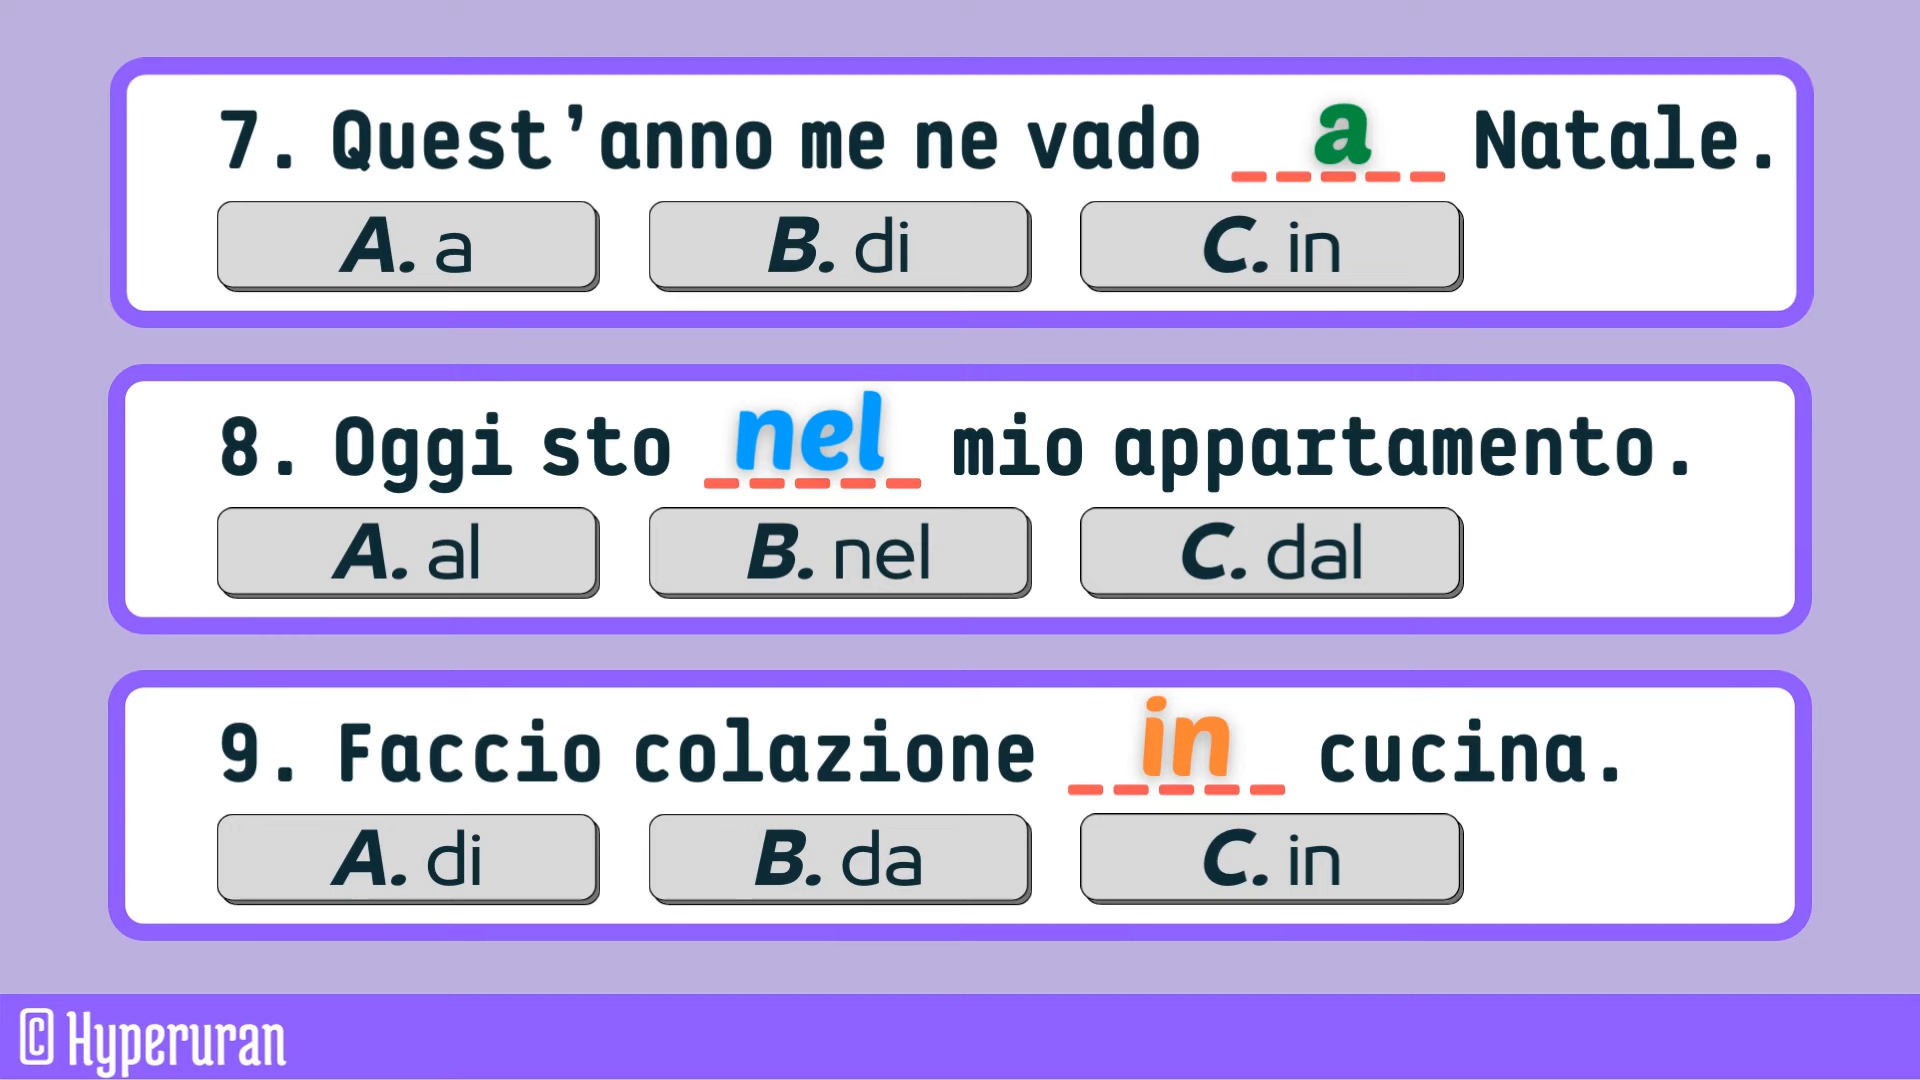 7. Quest’anno me ne vado a Natale.
A. a B. di C. in
8. Oggi sto nel mio appartamento.
A. al B. nel C. dal
9. Faccio colazione in cucina.
A. di B. da C. in
© Hyperuran